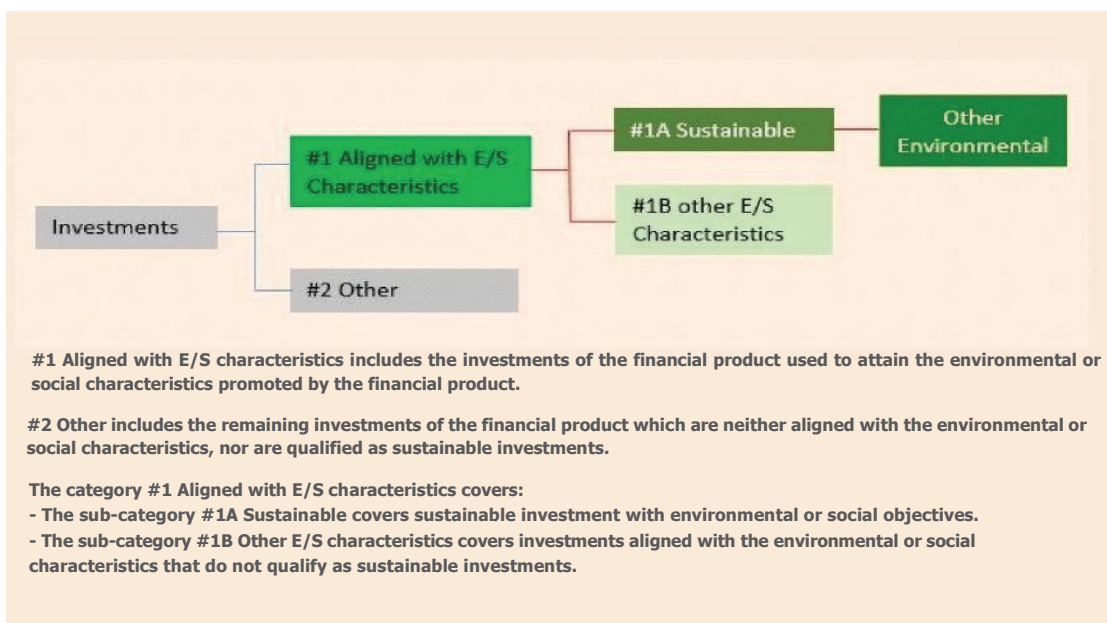 Other
Environmental
#1A Sustainable
#1 Aligned with E/S
Characteristics
#1B other E/S
Characteristics
Investments
#2 Other
#1 Aligned with E/S characteristics includes the investments of the financial product used to attain the environmental or
social characteristics promoted by the financial product.
#2 Other includes the remaining investments of the financial product which are neither aligned with the environmental or
social characteristics, nor are qualified as sustainable investments.
The category #1 Aligned with E/S characteristics covers:
- The sub-category #1A Sustainable covers sustainable investment with environmental or social objectives.
- The sub-category #1B Other E/S characteristics covers investments aligned with the environmental or social
characteristics that do not qualify as sustainable investments.